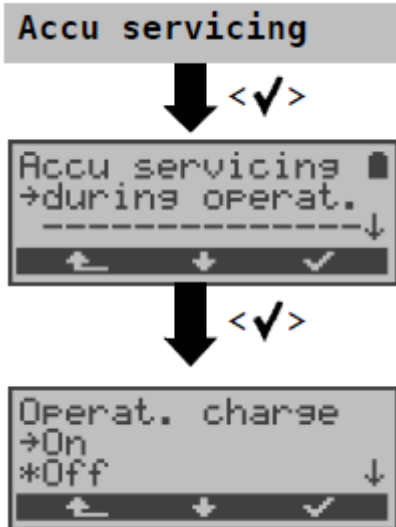 Accu servicing
<✓>
Accu servicing
→during operat.
---------------↓
<✓>
Operat. charge
→On
*Off ↓